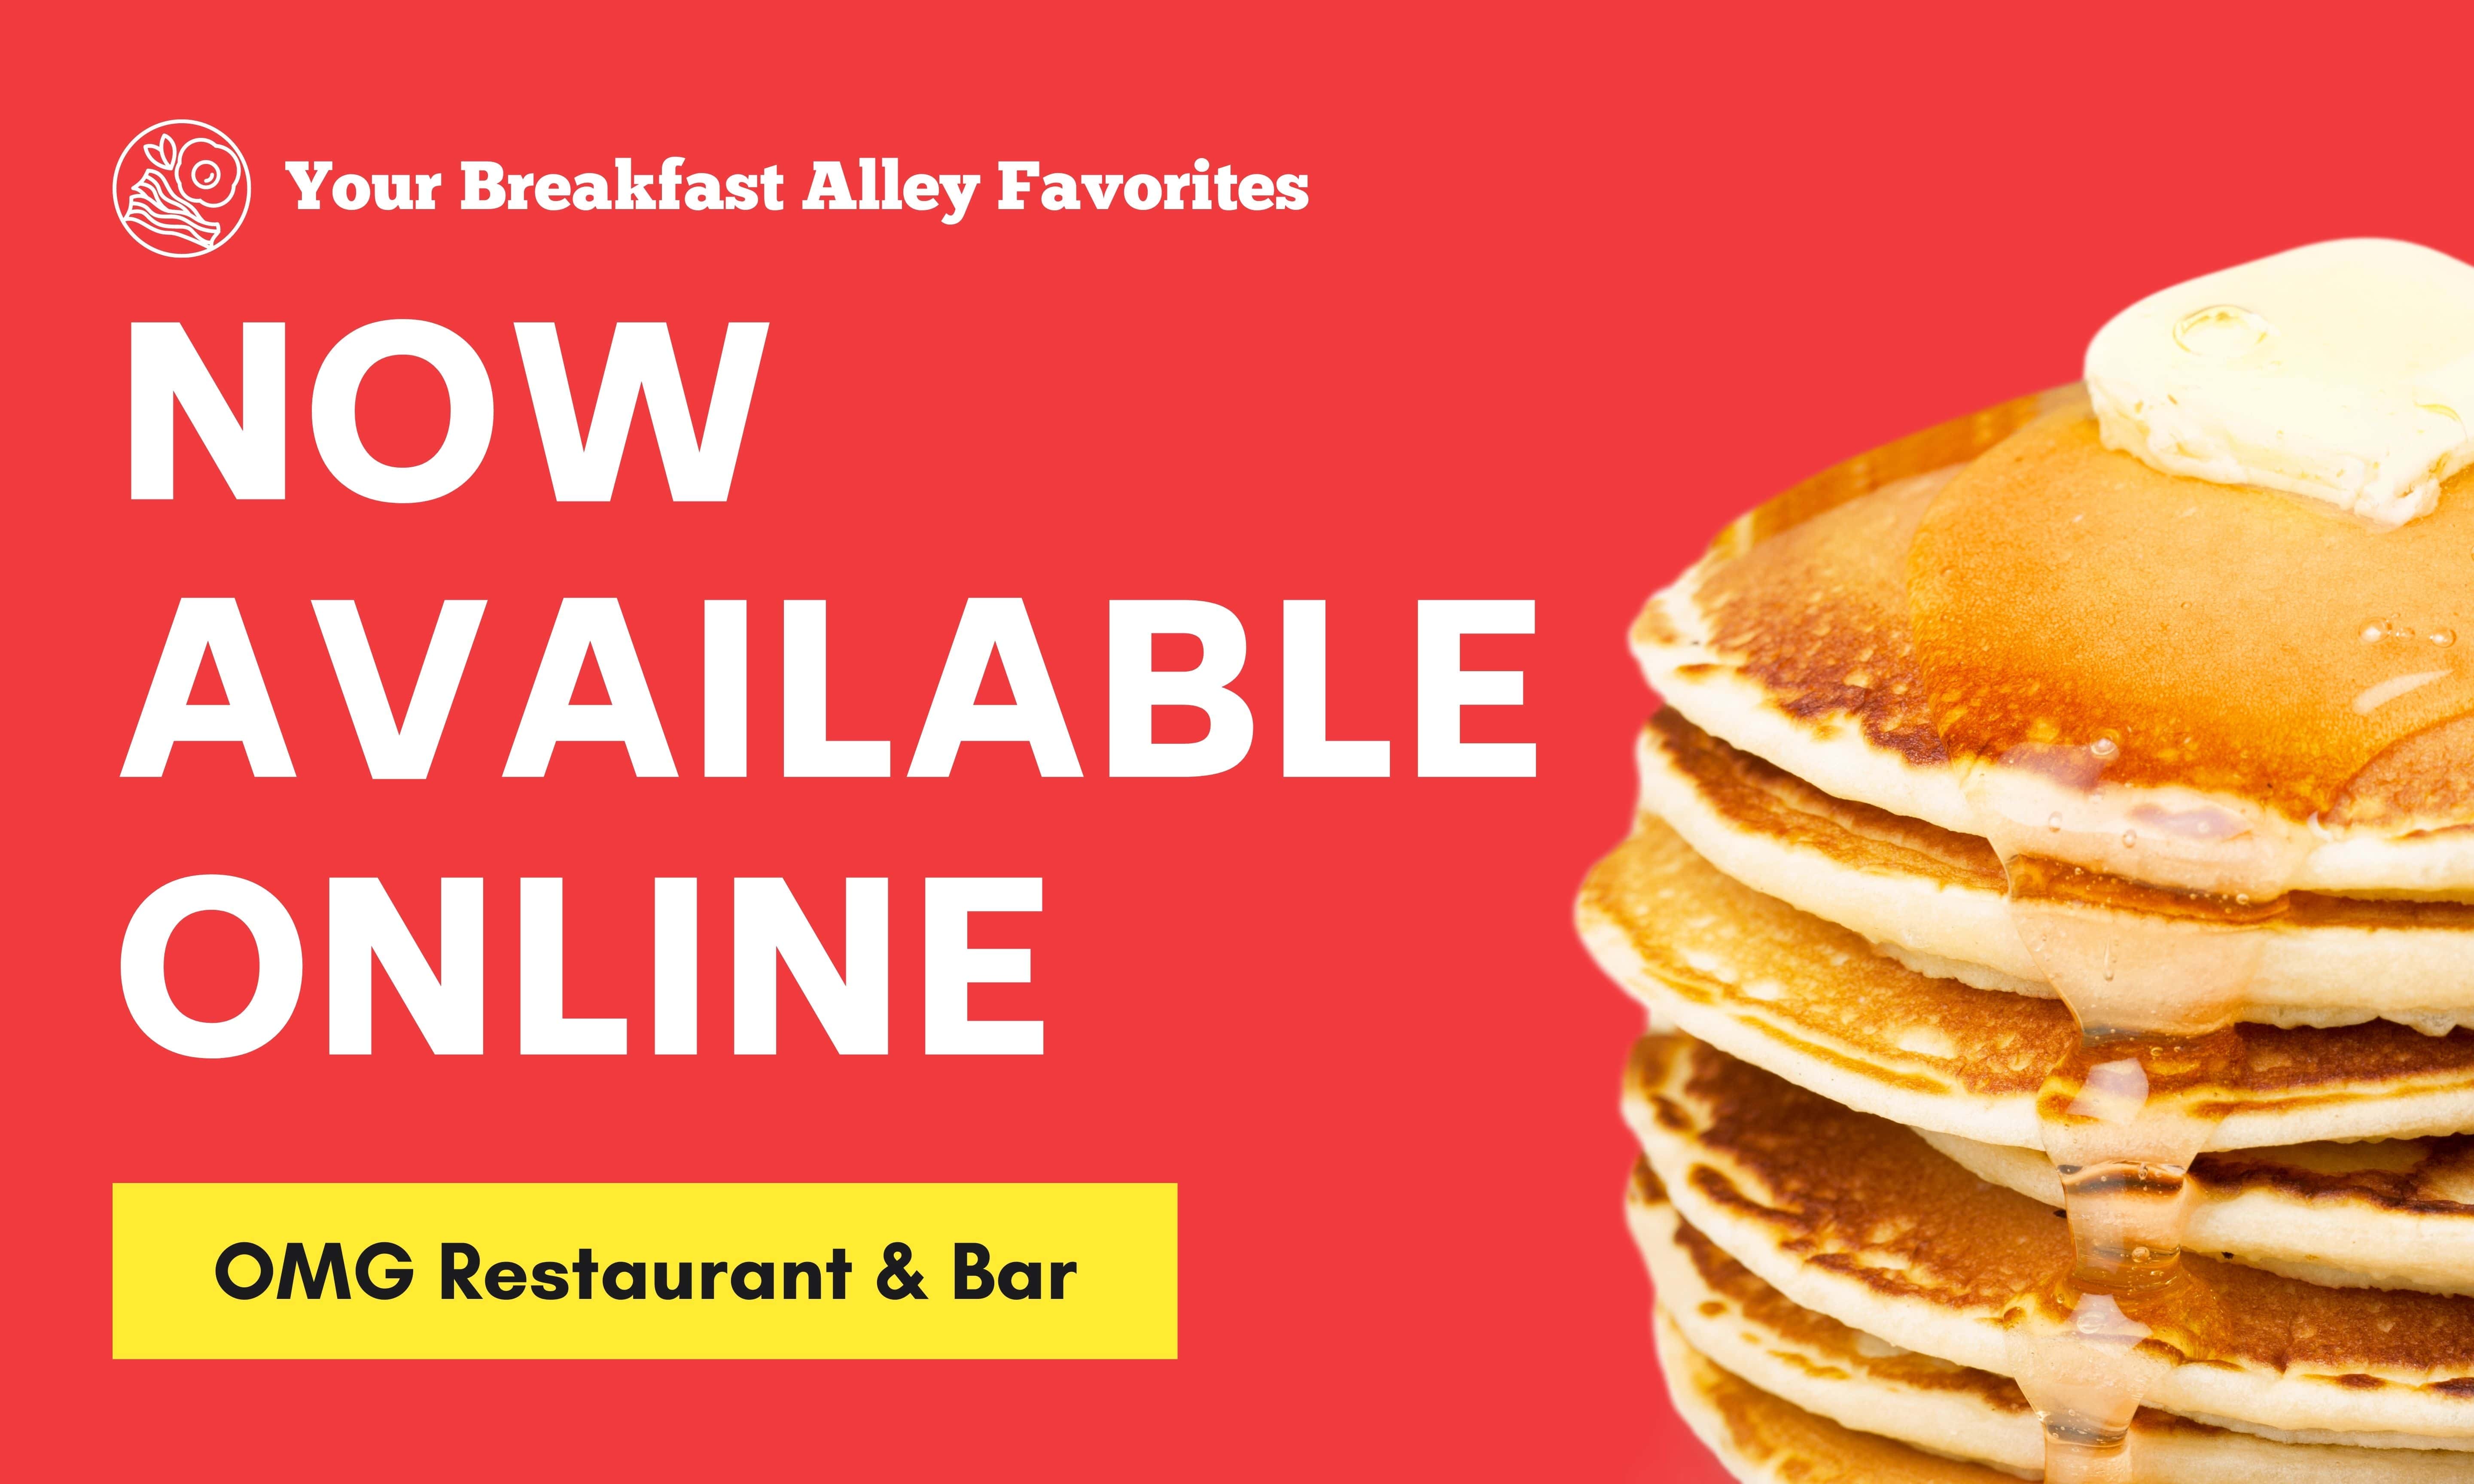 Your Breakfast Alley Favorites
NOW
AVAILABLE
ONLINE
OMG Restaurant & Bar